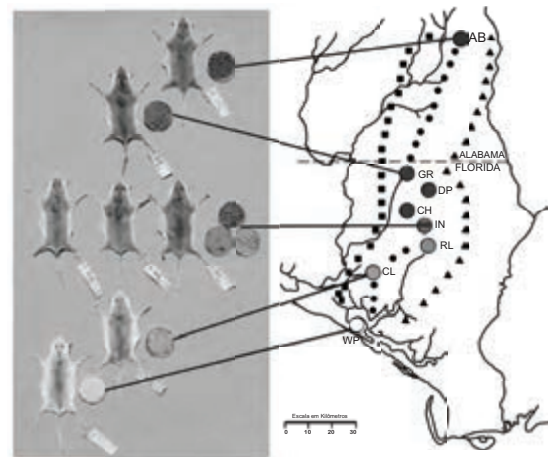 AB
ALABAMA
FLORIDA
GR
DP
CH
IN
RL
CL
WP
Escala em Kilômetros
0 10 20 30